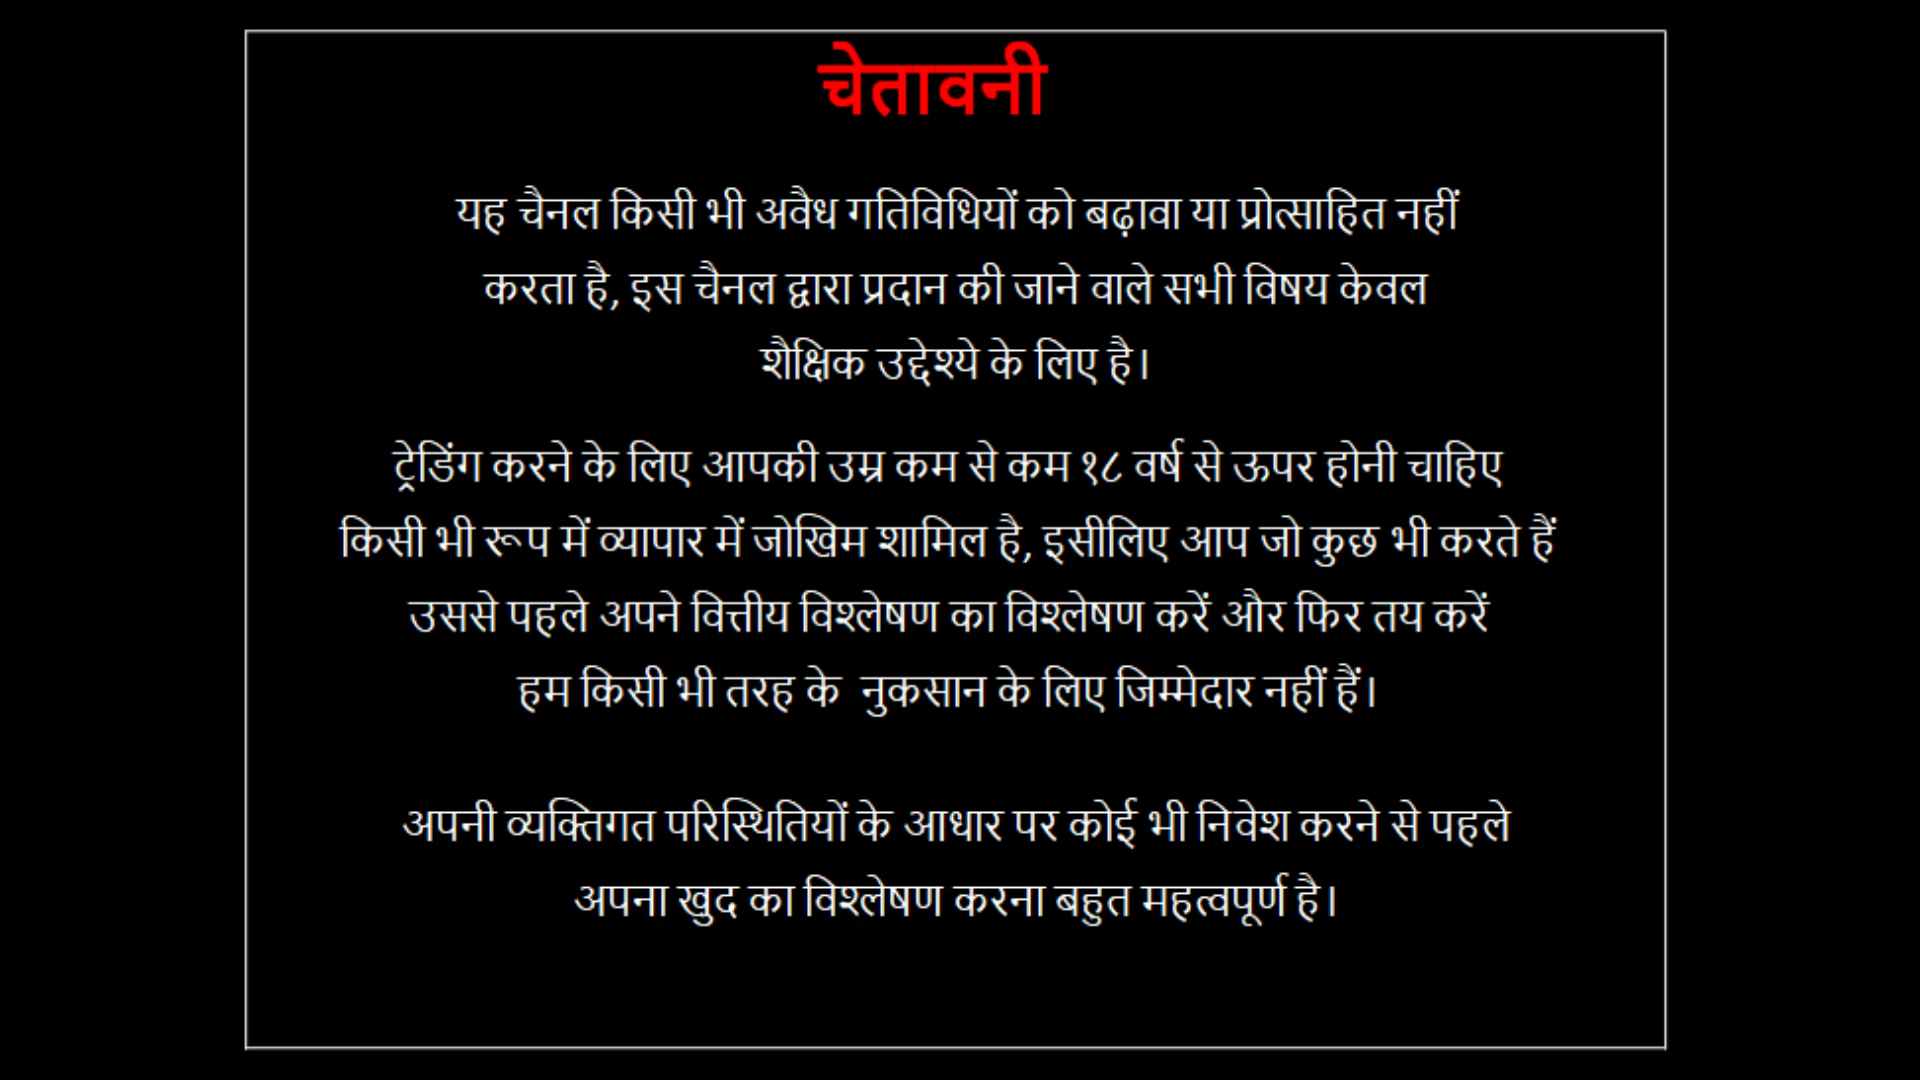 चेतावनी
यह चैनल किसी भी अवैध गतिविधियों को बढ़ावा या प्रोत्साहित नहीं
करता है, इस चैनल द्वारा प्रदान की जाने वाले सभी विषय केवल
शैक्षिक उद्देश्ये के लिए है।
ट्रेडिंग करने के लिए आपकी उम्र कम से कम १८ वर्ष से ऊपर होनी चाहिए
किसी भी रूप में व्यापार में जोखिम शामिल है, इसीलिए आप जो कुछ भी करते हैं
उससे पहले अपने वित्तीय विश्लेषण का विश्लेषण करें और फिर तय करें
हम किसी भी तरह के नुकसान के लिए जिम्मेदार नहीं हैं।
अपनी व्यक्तिगत परिस्थितियों के आधार पर कोई भी निवेश करने से पहले
अपना खुद का विश्लेषण करना बहुत महत्वपूर्ण है।